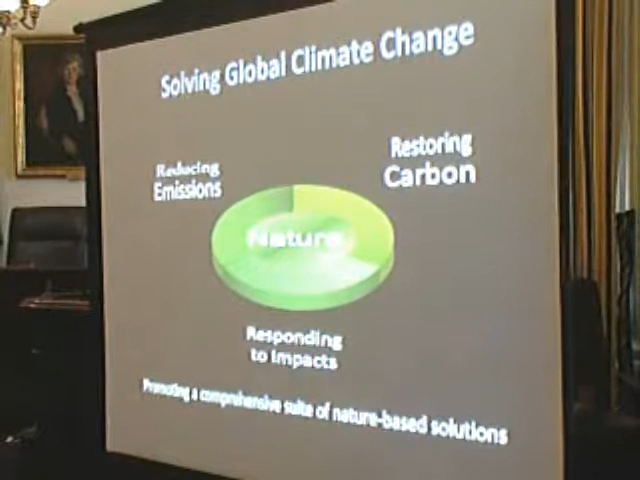 Solving Global Climate Change
Reducing
Emissions
Restoring
Carbon
Nature
Responding
to Impacts
Promoting a comprehensive suite of nature-based solutions